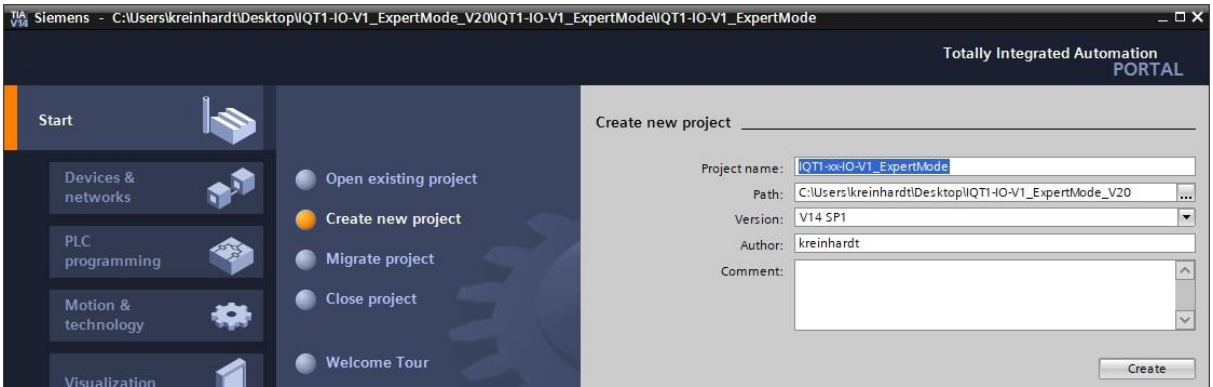 TIA V14 Siemens - C:\Users\kreinhardt\Desktop\IQT1-IO-V1_ExpertMode_V20\IQT1-IO-V1_ExpertMode\IQT1-IO-V1_ExpertMode
Totally Integrated Automation
PORTAL
Start
Devices &
networks
PLC
programming
Motion &
technology
Visualization
Open existing project
Create new project
Migrate project
Close project
Welcome Tour
Create new project
Project name: IQT1-xx-IO-V1_ExpertMode
Path: C:\Users\kreinhardt\Desktop\IQT1-IO-V1_ExpertMode_V20 ...
Version: V14 SP1
Author: kreinhardt
Comment:
Create